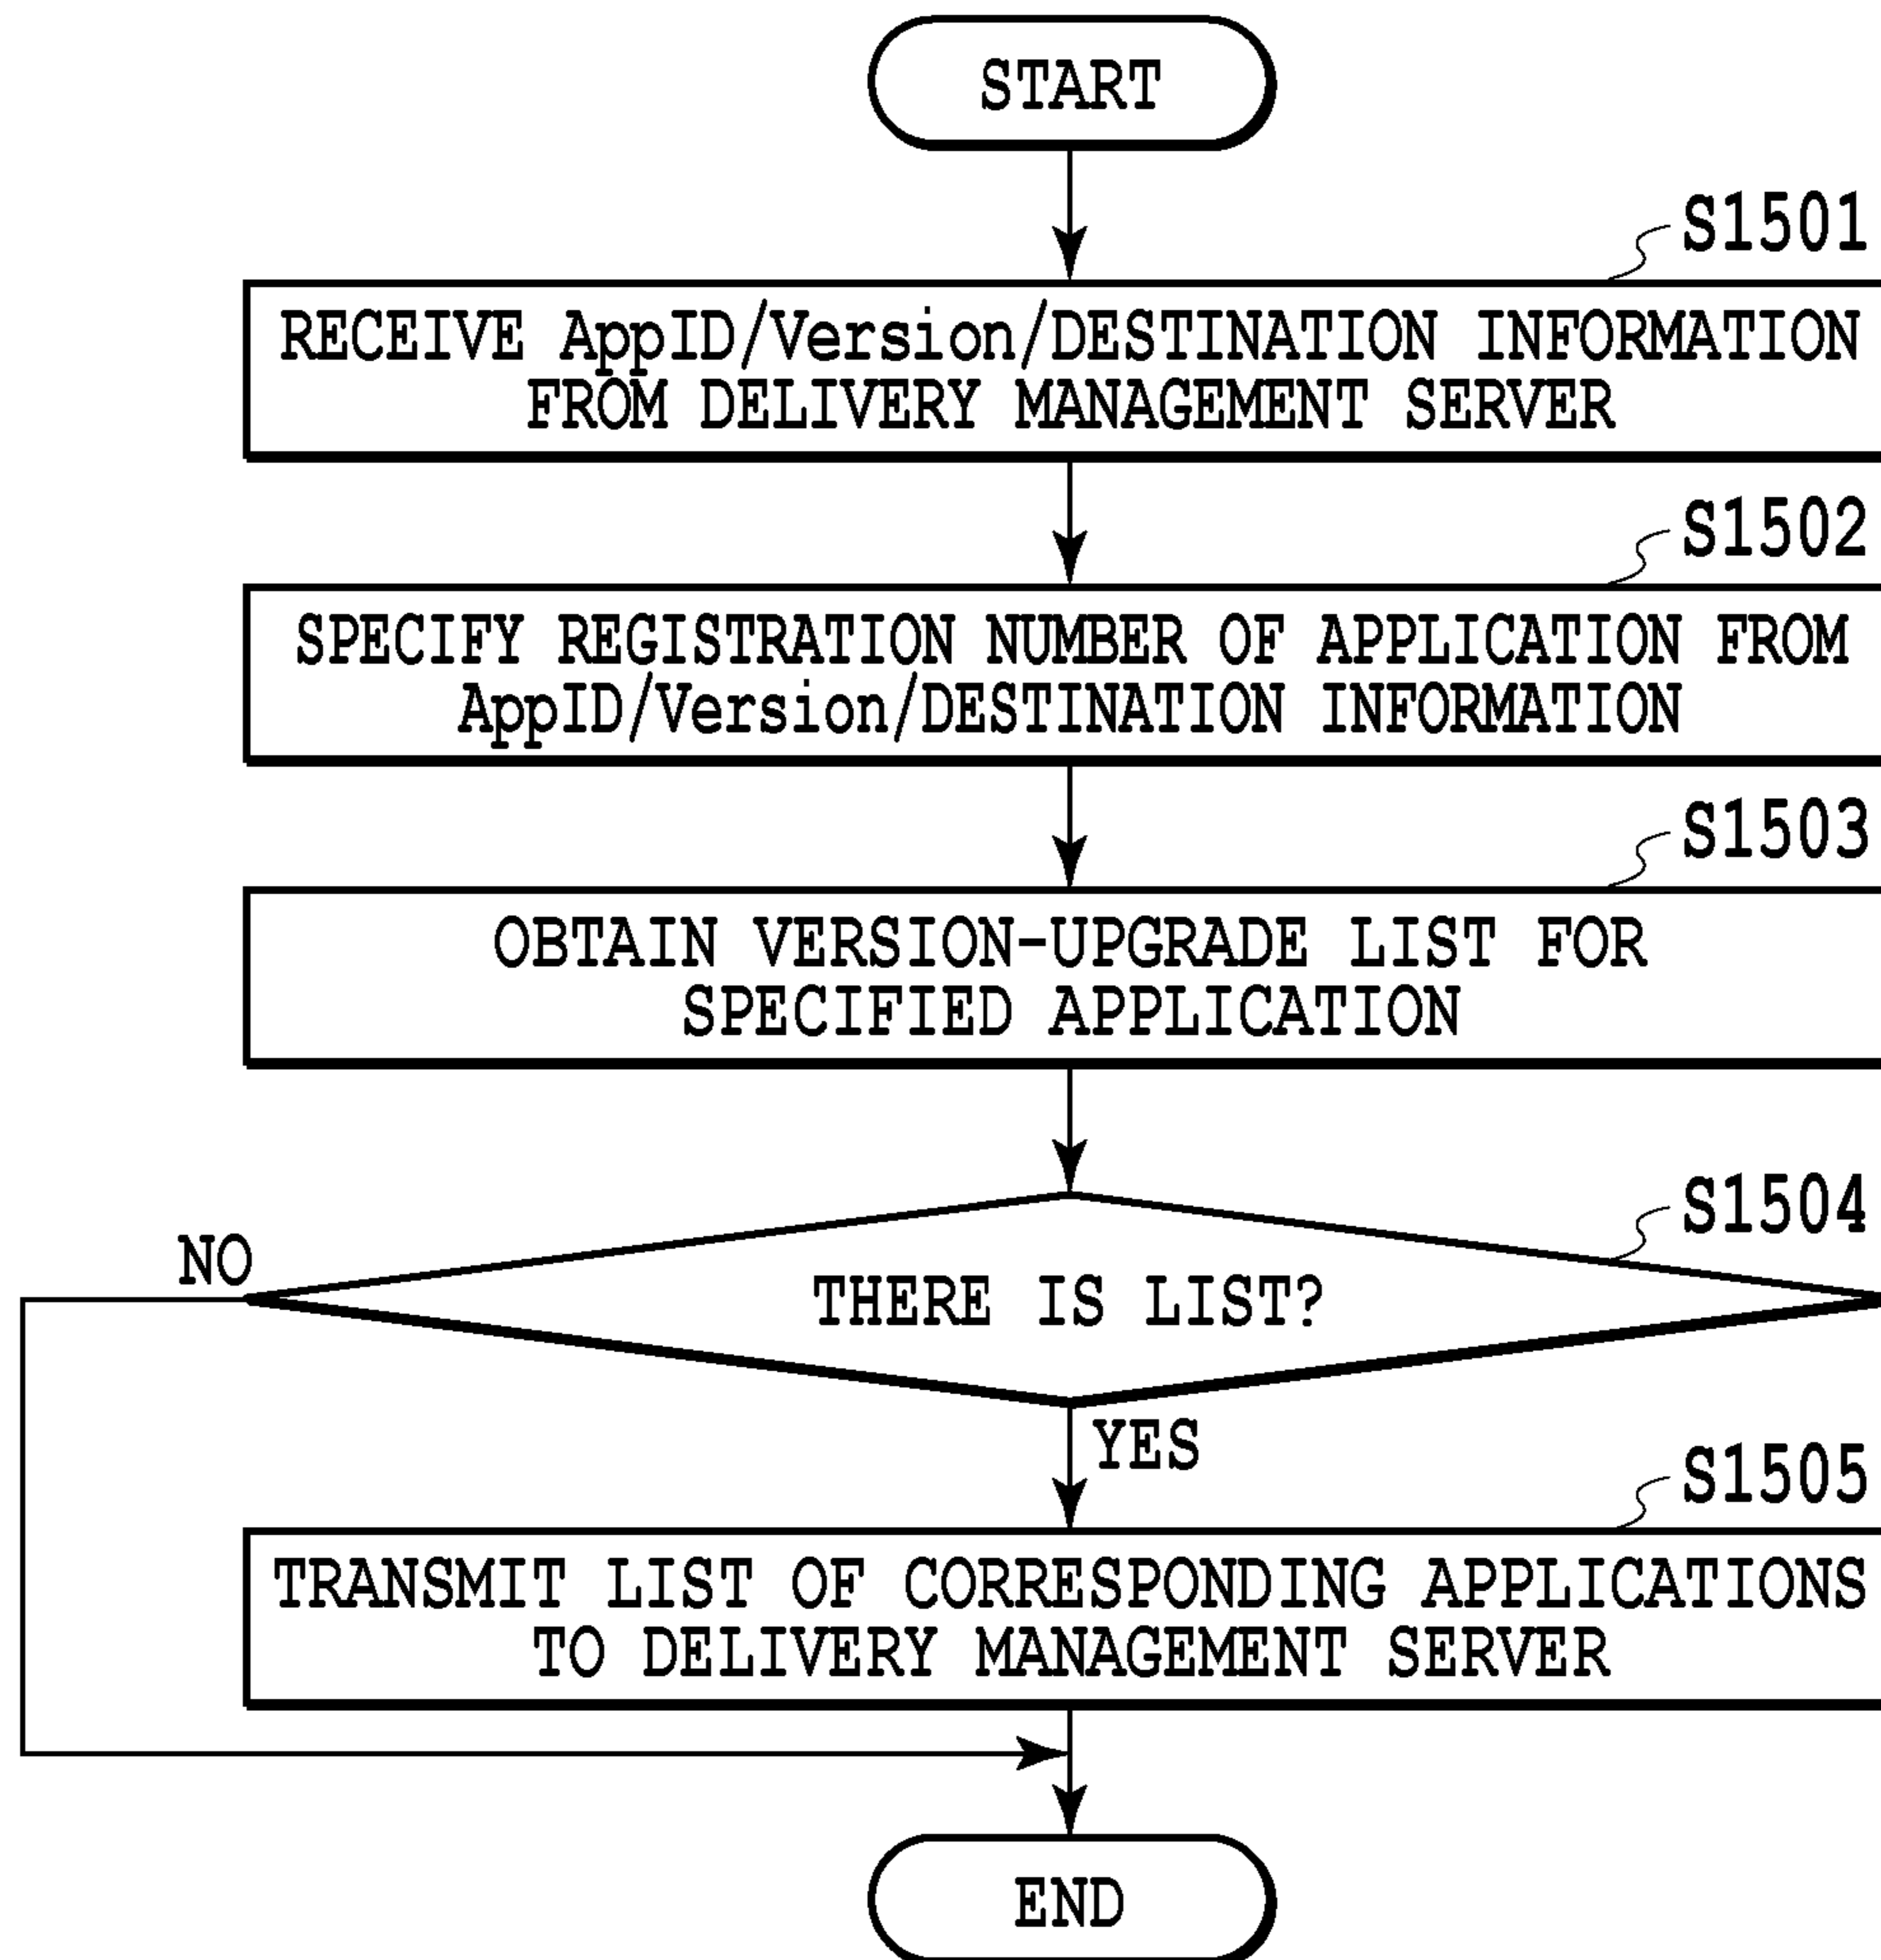 START
S1501
RECEIVE AppID/Version/DESTINATION INFORMATION
FROM DELIVERY MANAGEMENT SERVER
S1502
SPECIFY REGISTRATION NUMBER OF APPLICATION FROM
AppID/Version/DESTINATION INFORMATION
S1503
OBTAIN VERSION-UPGRADE LIST FOR
SPECIFIED APPLICATION
S1504
NO
THERE IS LIST?
YES
S1505
TRANSMIT LIST OF CORRESPONDING APPLICATIONS
TO DELIVERY MANAGEMENT SERVER
END